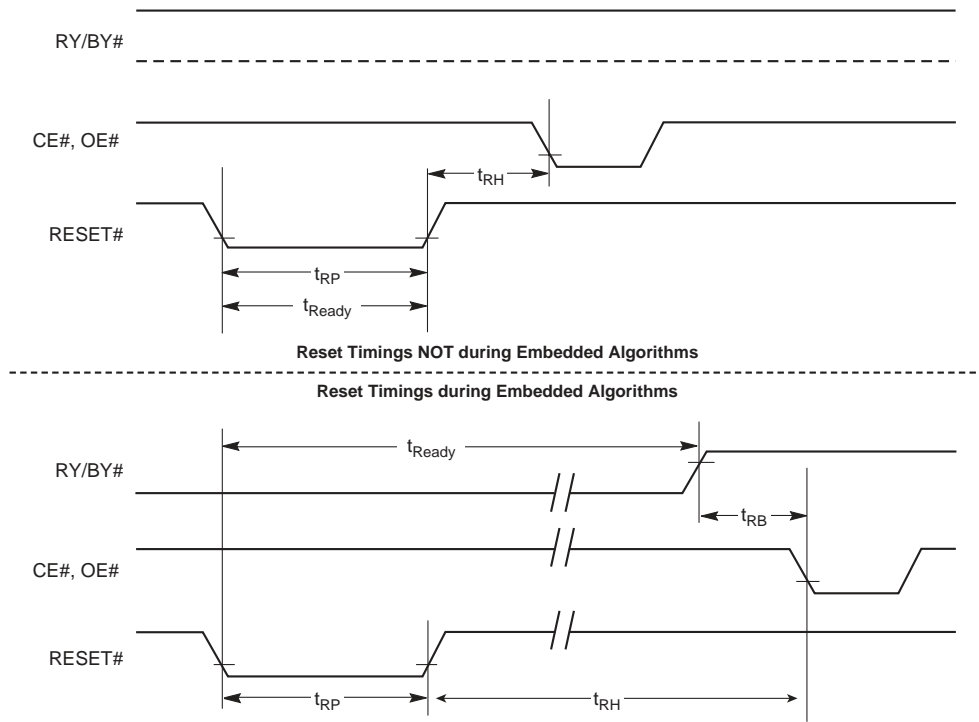 RY/BY#
CE#, OE#
tRH
RESET#
tRP
tReady
Reset Timings NOT during Embedded Algorithms
Reset Timings during Embedded Algorithms
tReady
RY/BY#
tRB
CE#, OE#
RESET#
tRP
tRH